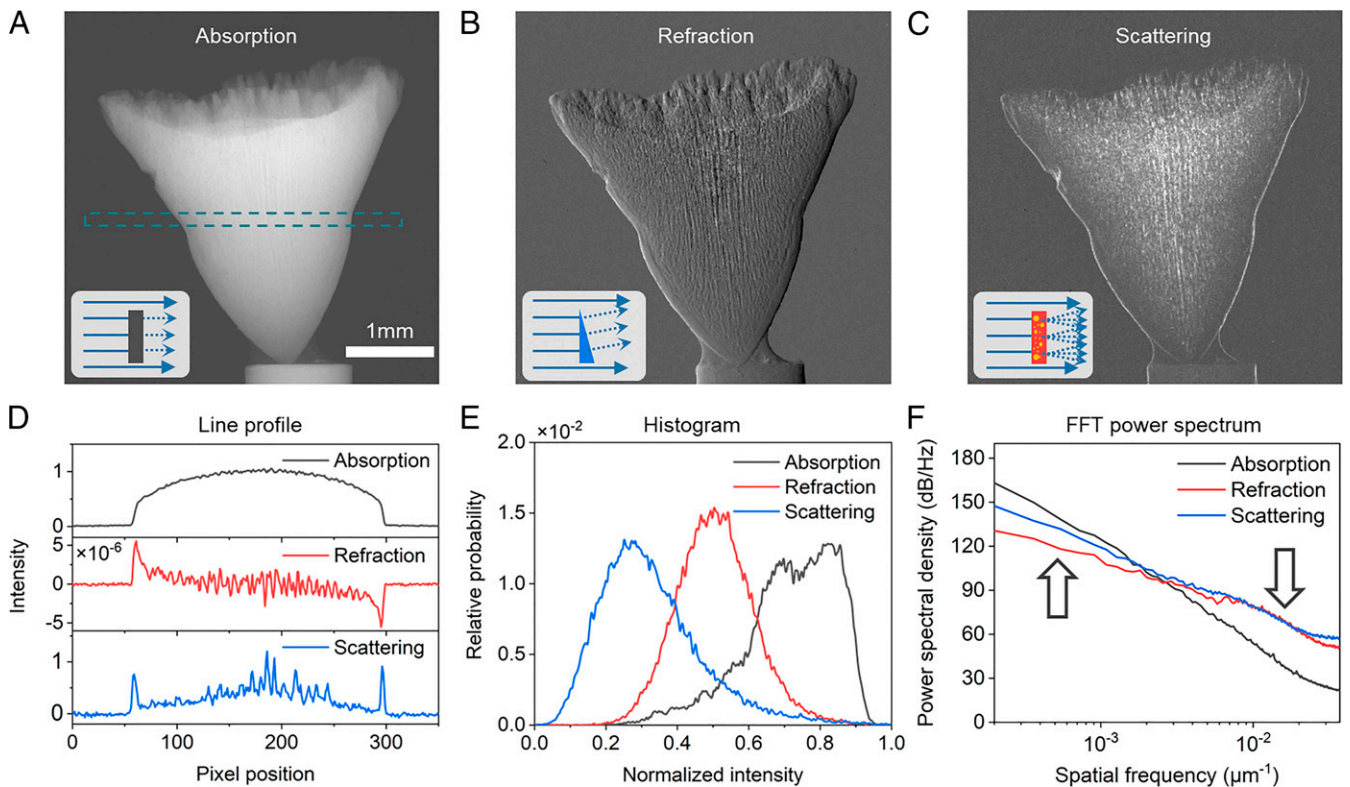 A
Absorption
1mm
B
Refraction
C
Scattering
D
Line profile
Absorption
1
0
×10⁻⁶
Refraction
5
0
-5
Scattering
1
0
Intensity
0
100
200
300
Pixel position
E
Histogram
×10⁻²
2.0
1.5
1.0
0.5
0.0
Absorption
Refraction
Scattering
Relative probability
0.0
0.2
0.4
0.6
0.8
1.0
Normalized intensity
F
FFT power spectrum
180
150
120
90
60
30
0
Absorption
Refraction
Scattering
Power spectral density (dB/Hz)
10⁻³
10⁻²
Spatial frequency (µm⁻¹)